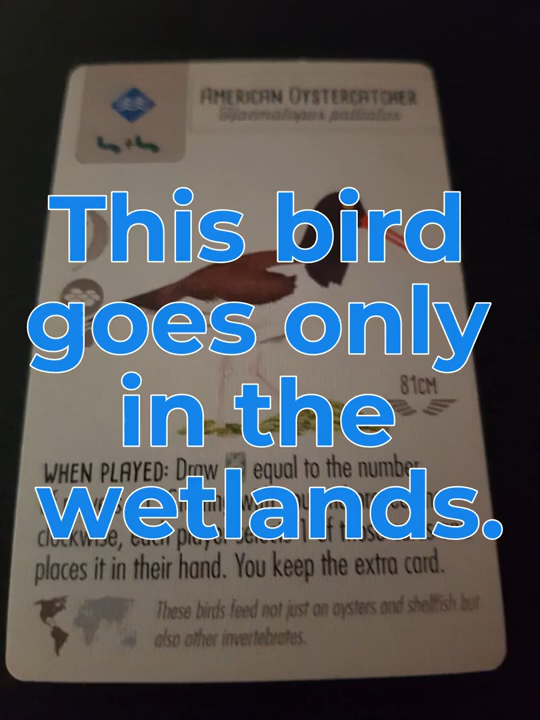 AMERICAN OYSTERCATCHER
Haematopus palliatus
This bird
goes only
in the
wetlands.
81CM
WHEN PLAYED: Draw equal to the number
clockwise, each player
places it in their hand. You keep the extra card.
These birds feed not just on oysters and shellfish but
also other invertebrates.